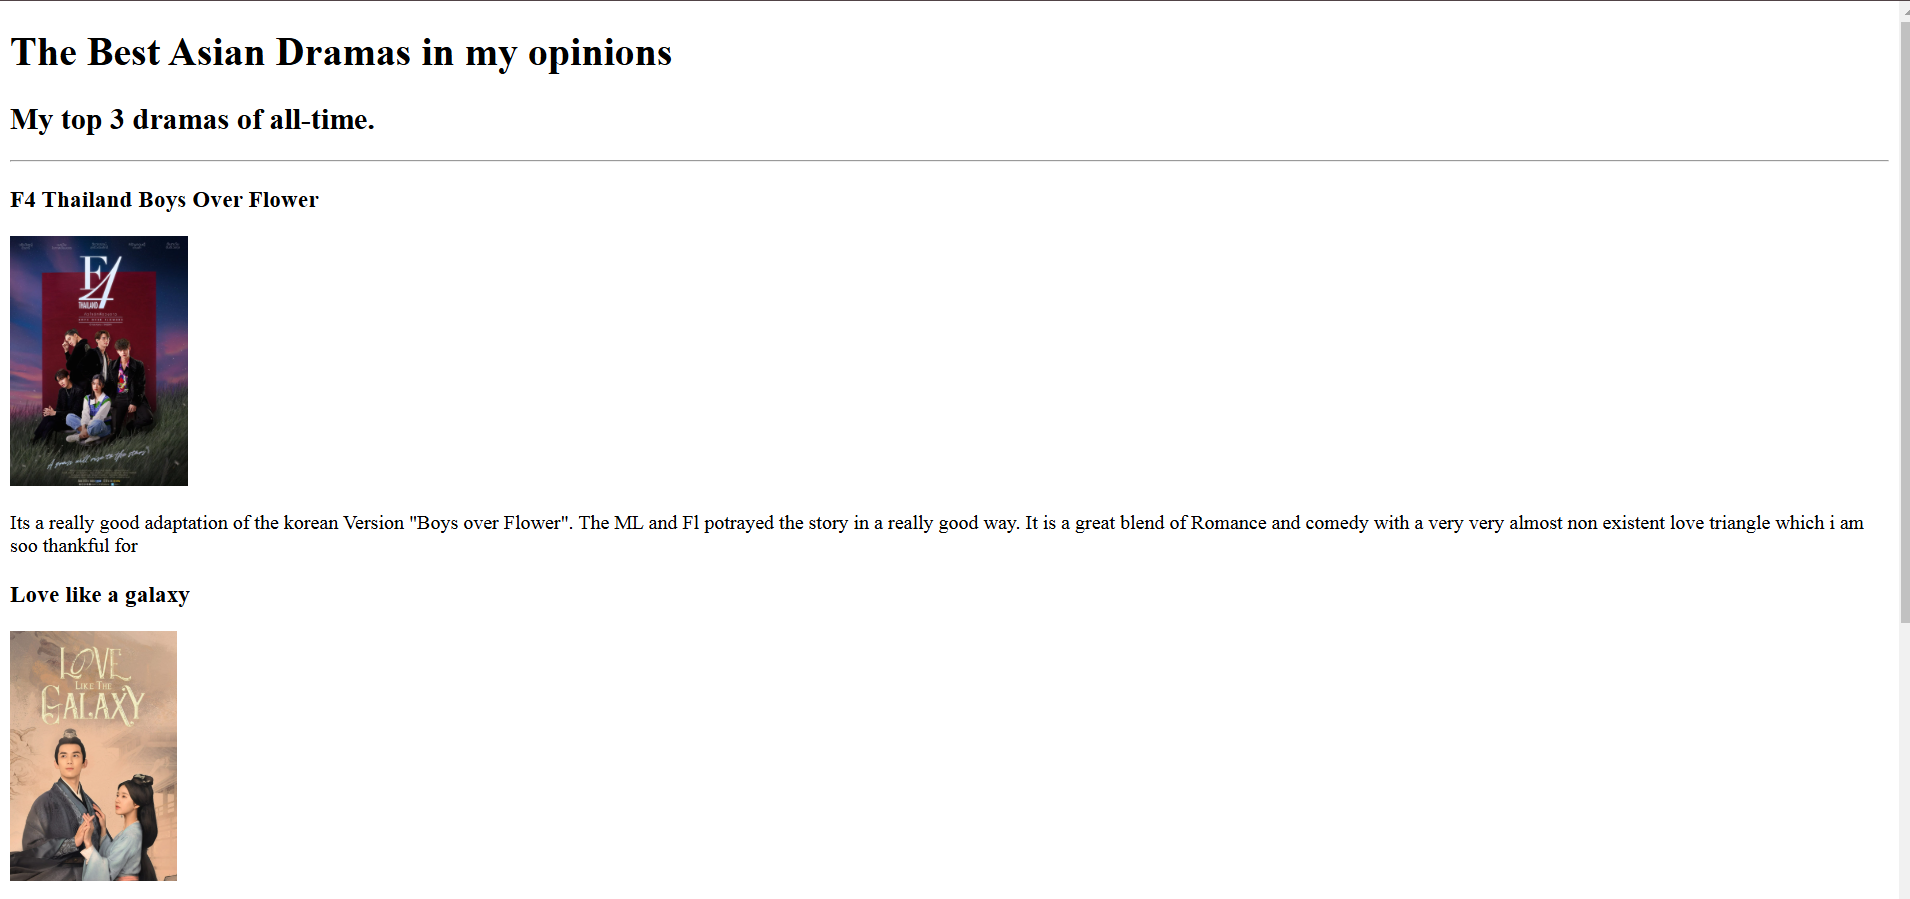 The Best Asian Dramas in my opinions
My top 3 dramas of all-time.
F4 Thailand Boys Over Flower
F4
THAILAND
BOYS OVER FLOWERS
Its a really good adaptation of the korean Version "Boys over Flower". The ML and Fl potrayed the story in a really good way. It is a great blend of Romance and comedy with a very very almost non existent love triangle which i am
soo thankful for
Love like a galaxy
LOVE
LIKE THE
GALAXY